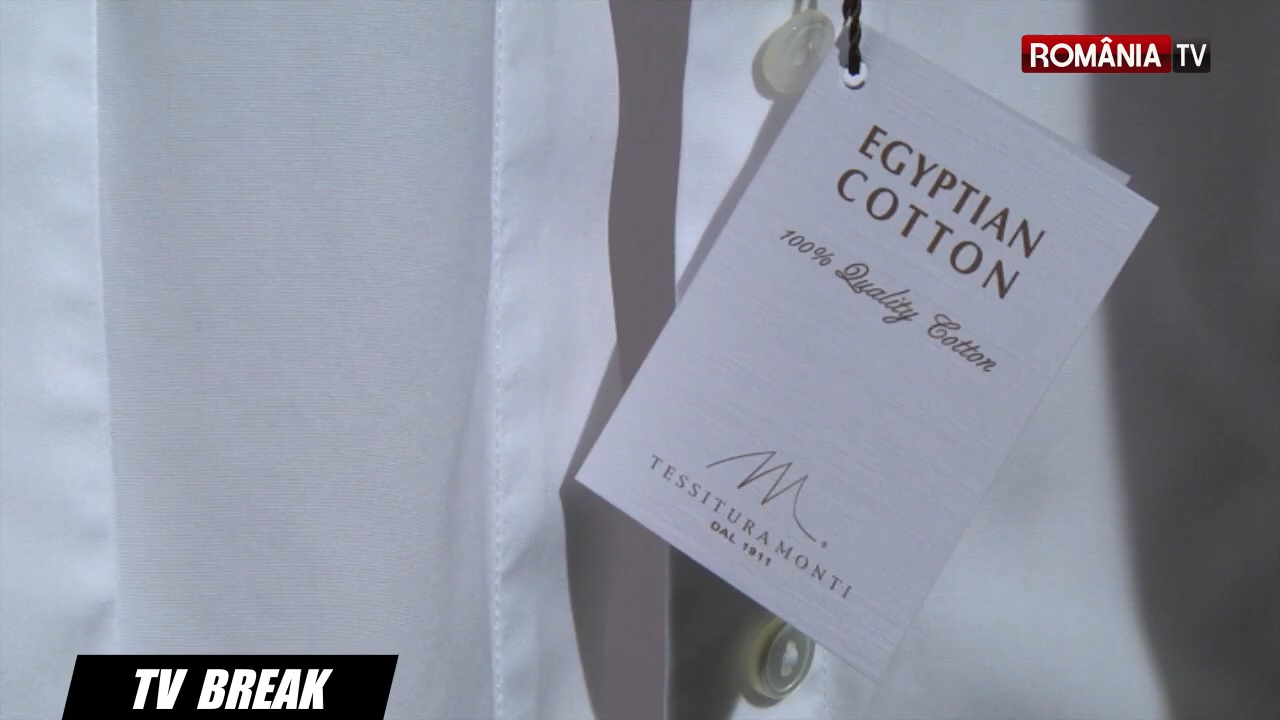 ROMÂNIA TV
EGYPTIAN
COTTON
100% Quality Cotton
TESSITURA MONTI
DAL 1911
TV BREAK